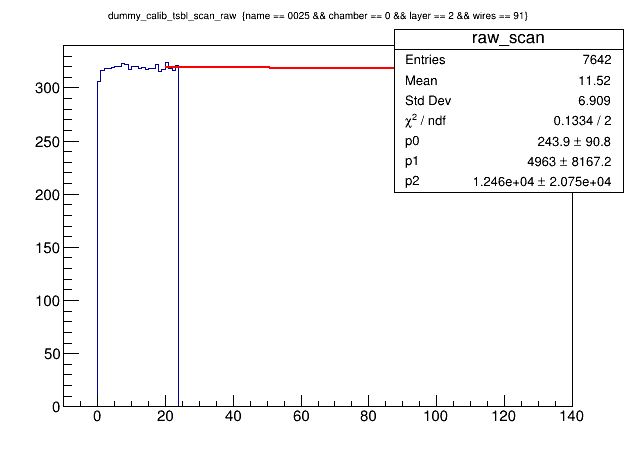 dummy_calib_tsbl_scan_raw {name == 0025 && chamber == 0 && layer == 2 && wires == 91}
raw_scan
Entries 7642
Mean 11.52
Std Dev 6.909
χ² / ndf 0.1334 / 2
p0 243.9 ± 90.8
p1 4963 ± 8167.2
p2 1.246e+04 ± 2.075e+04
300
250
200
150
100
50
0
0 20 40 60 80 100 120 140